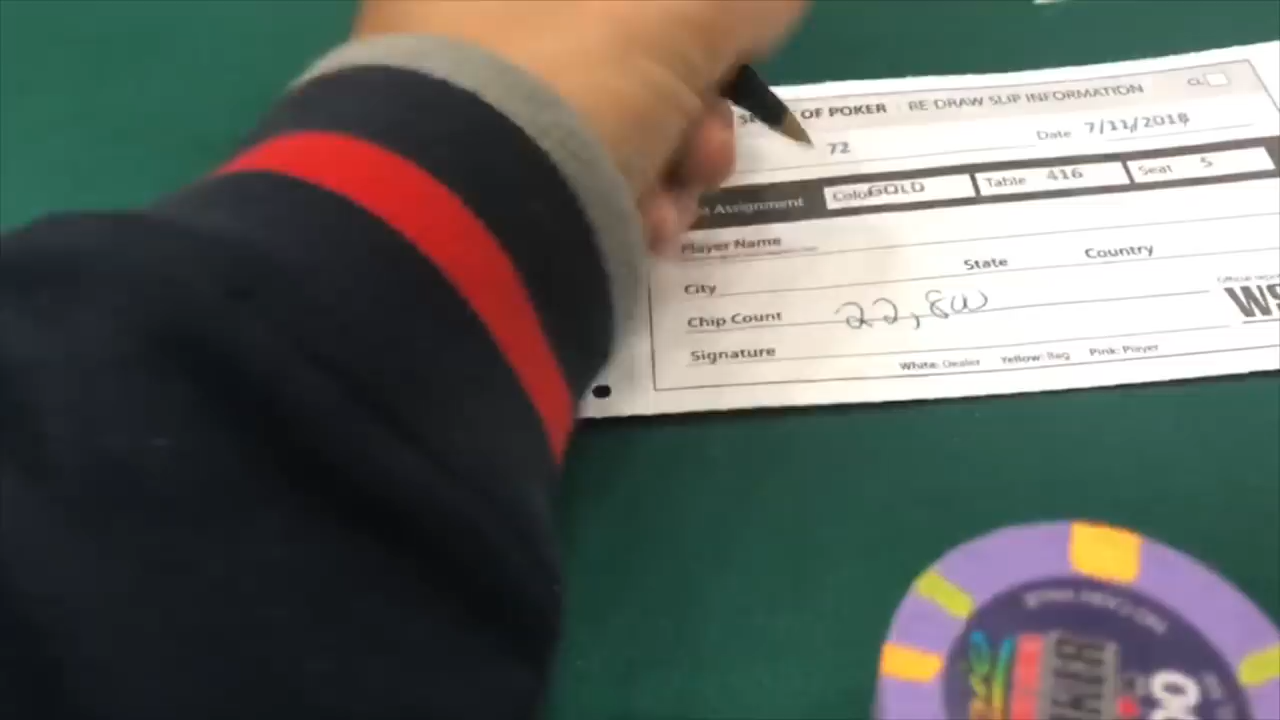 OF POKER RE DRAW SLIP INFORMATION CL
72 Date 7/11/2018
Assignment Color GOLD Table 416 Seat 5
Player Name
City State Country
Chip Count 22,800
Signature
White: Dealer Yellow: Bag Pink: Player